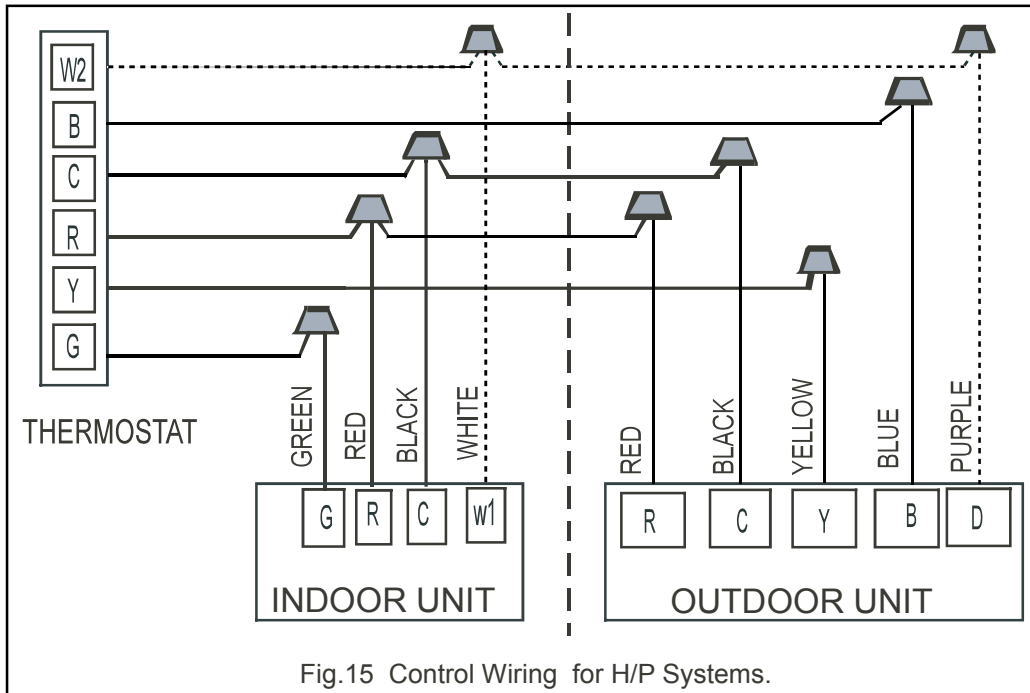 W2
B
C
R
Y
G
THERMOSTAT
GREEN
RED
BLACK
WHITE
RED
BLACK
YELLOW
BLUE
PURPLE
G R C w1
R C Y B D
INDOOR UNIT
OUTDOOR UNIT
Fig.15 Control Wiring for H/P Systems.